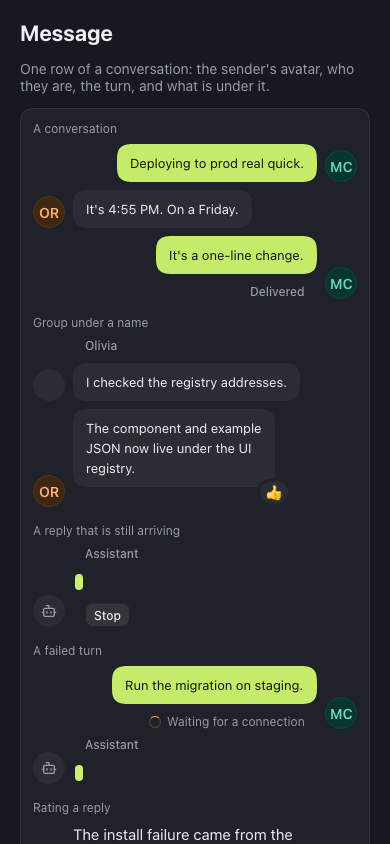 Message
One row of a conversation: the sender's avatar, who
they are, the turn, and what is under it.
A conversation
Deploying to prod real quick.
MC
OR
It's 4:55 PM. On a Friday.
It's a one-line change.
MC
Delivered
Group under a name
Olivia
I checked the registry addresses.
The component and example
JSON now live under the UI
registry.
OR
👍
A reply that is still arriving
Assistant
Stop
A failed turn
Run the migration on staging.
MC
Waiting for a connection
Assistant
Rating a reply
The install failure came from the